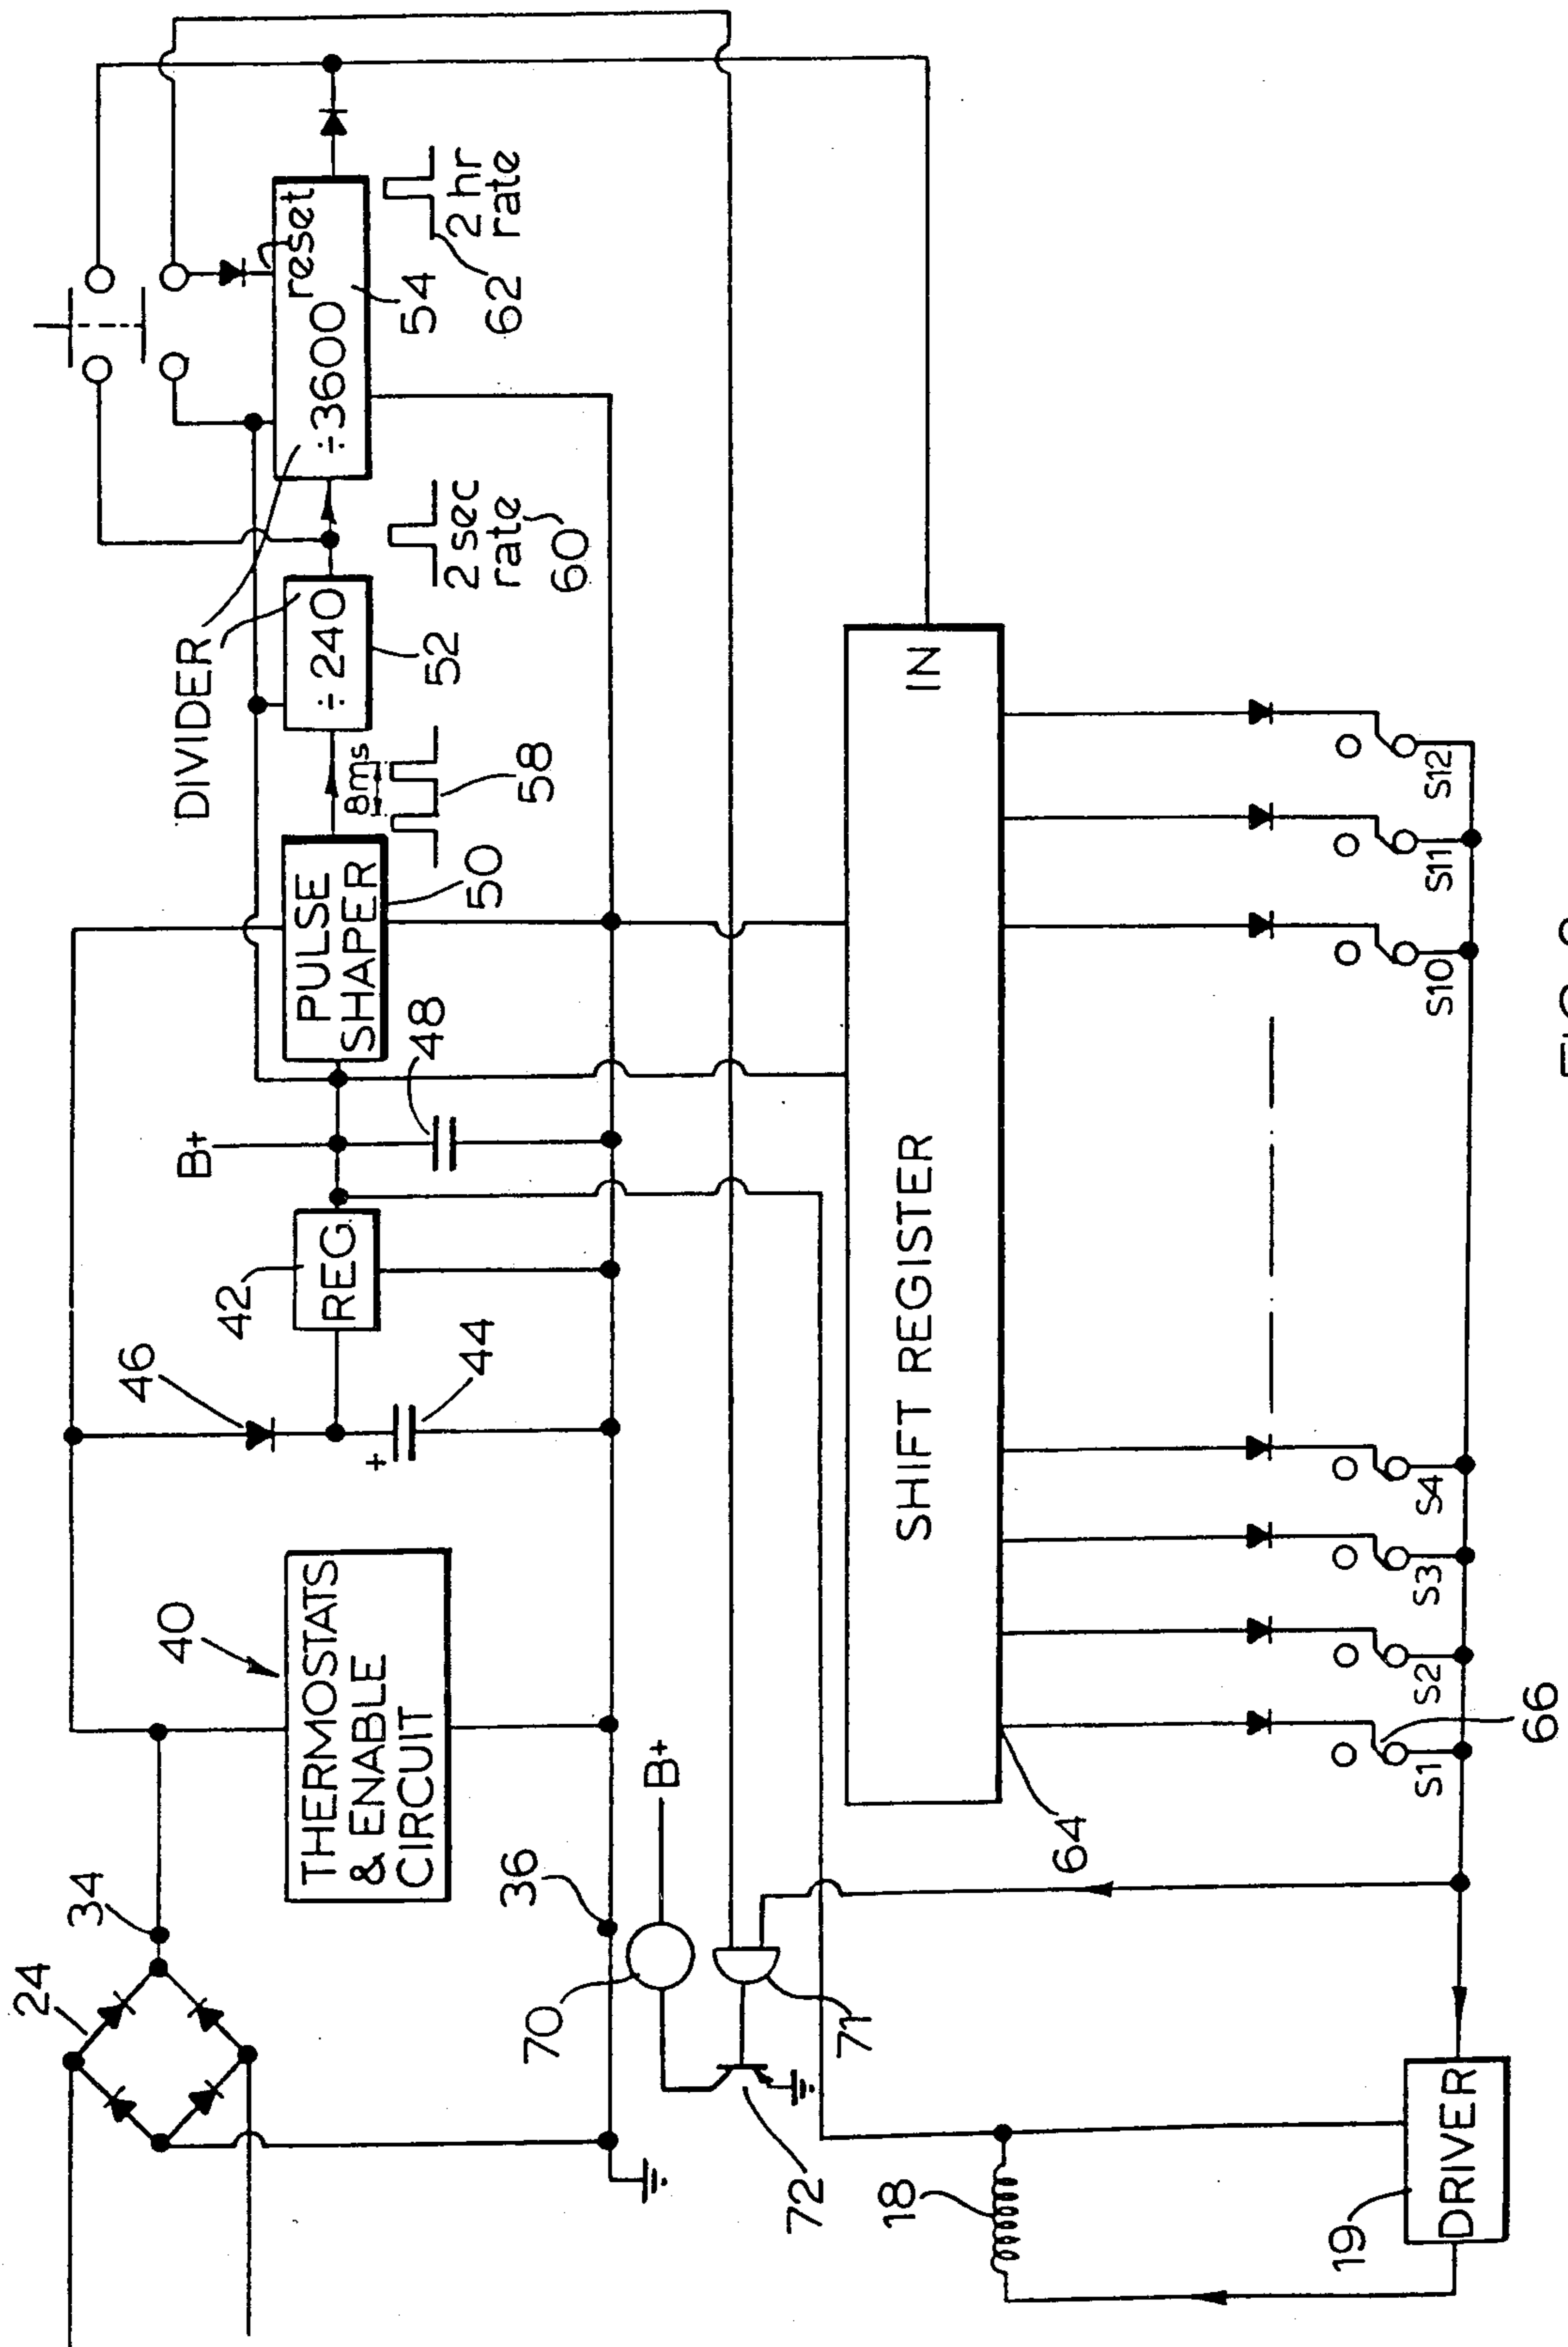 24
34
40
THERMOSTATS
& ENABLE
CIRCUIT
46
44
+
42
REG.
B+
48
PULSE
SHAPER
50
8ms
58
DIVIDER
÷240
52
2 sec
rate
60
÷3600
reset
54
62
2 hr
rate
36
70
B+
71
72
SHIFT REGISTER
IN
64
18
19
DRIVER
S1
S2
S3
S4
S10
S11
S12
66